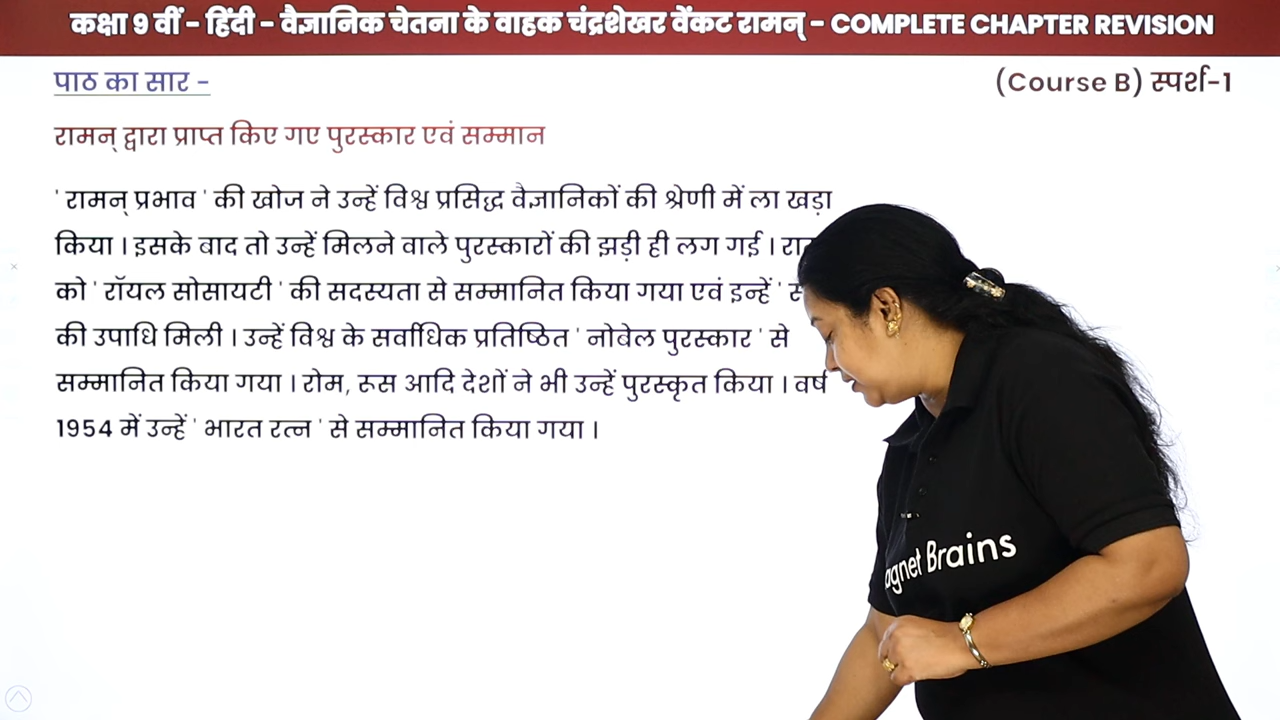 कक्षा 9 वीं - हिंदी - वैज्ञानिक चेतना के वाहक चंद्रशेखर वेंकट रामन् - COMPLETE CHAPTER REVISION
पाठ का सार - (Course B) स्पर्श-1
रामन् द्वारा प्राप्त किए गए पुरस्कार एवं सम्मान
' रामन् प्रभाव ' की खोज ने उन्हें विश्व प्रसिद्ध वैज्ञानिकों की श्रेणी में ला खड़ा
किया । इसके बाद तो उन्हें मिलने वाले पुरस्कारों की झड़ी ही लग गई ।
को ' रॉयल सोसायटी ' की सदस्यता से सम्मानित किया गया एवं इन्हें '
की उपाधि मिली । उन्हें विश्व के सर्वाधिक प्रतिष्ठित ' नोबेल पुरस्कार ' से
सम्मानित किया गया । रोम, रूस आदि देशों ने भी उन्हें पुरस्कृत किया । वर्ष
1954 में उन्हें ' भारत रत्न ' से सम्मानित किया गया ।
agnet Brains